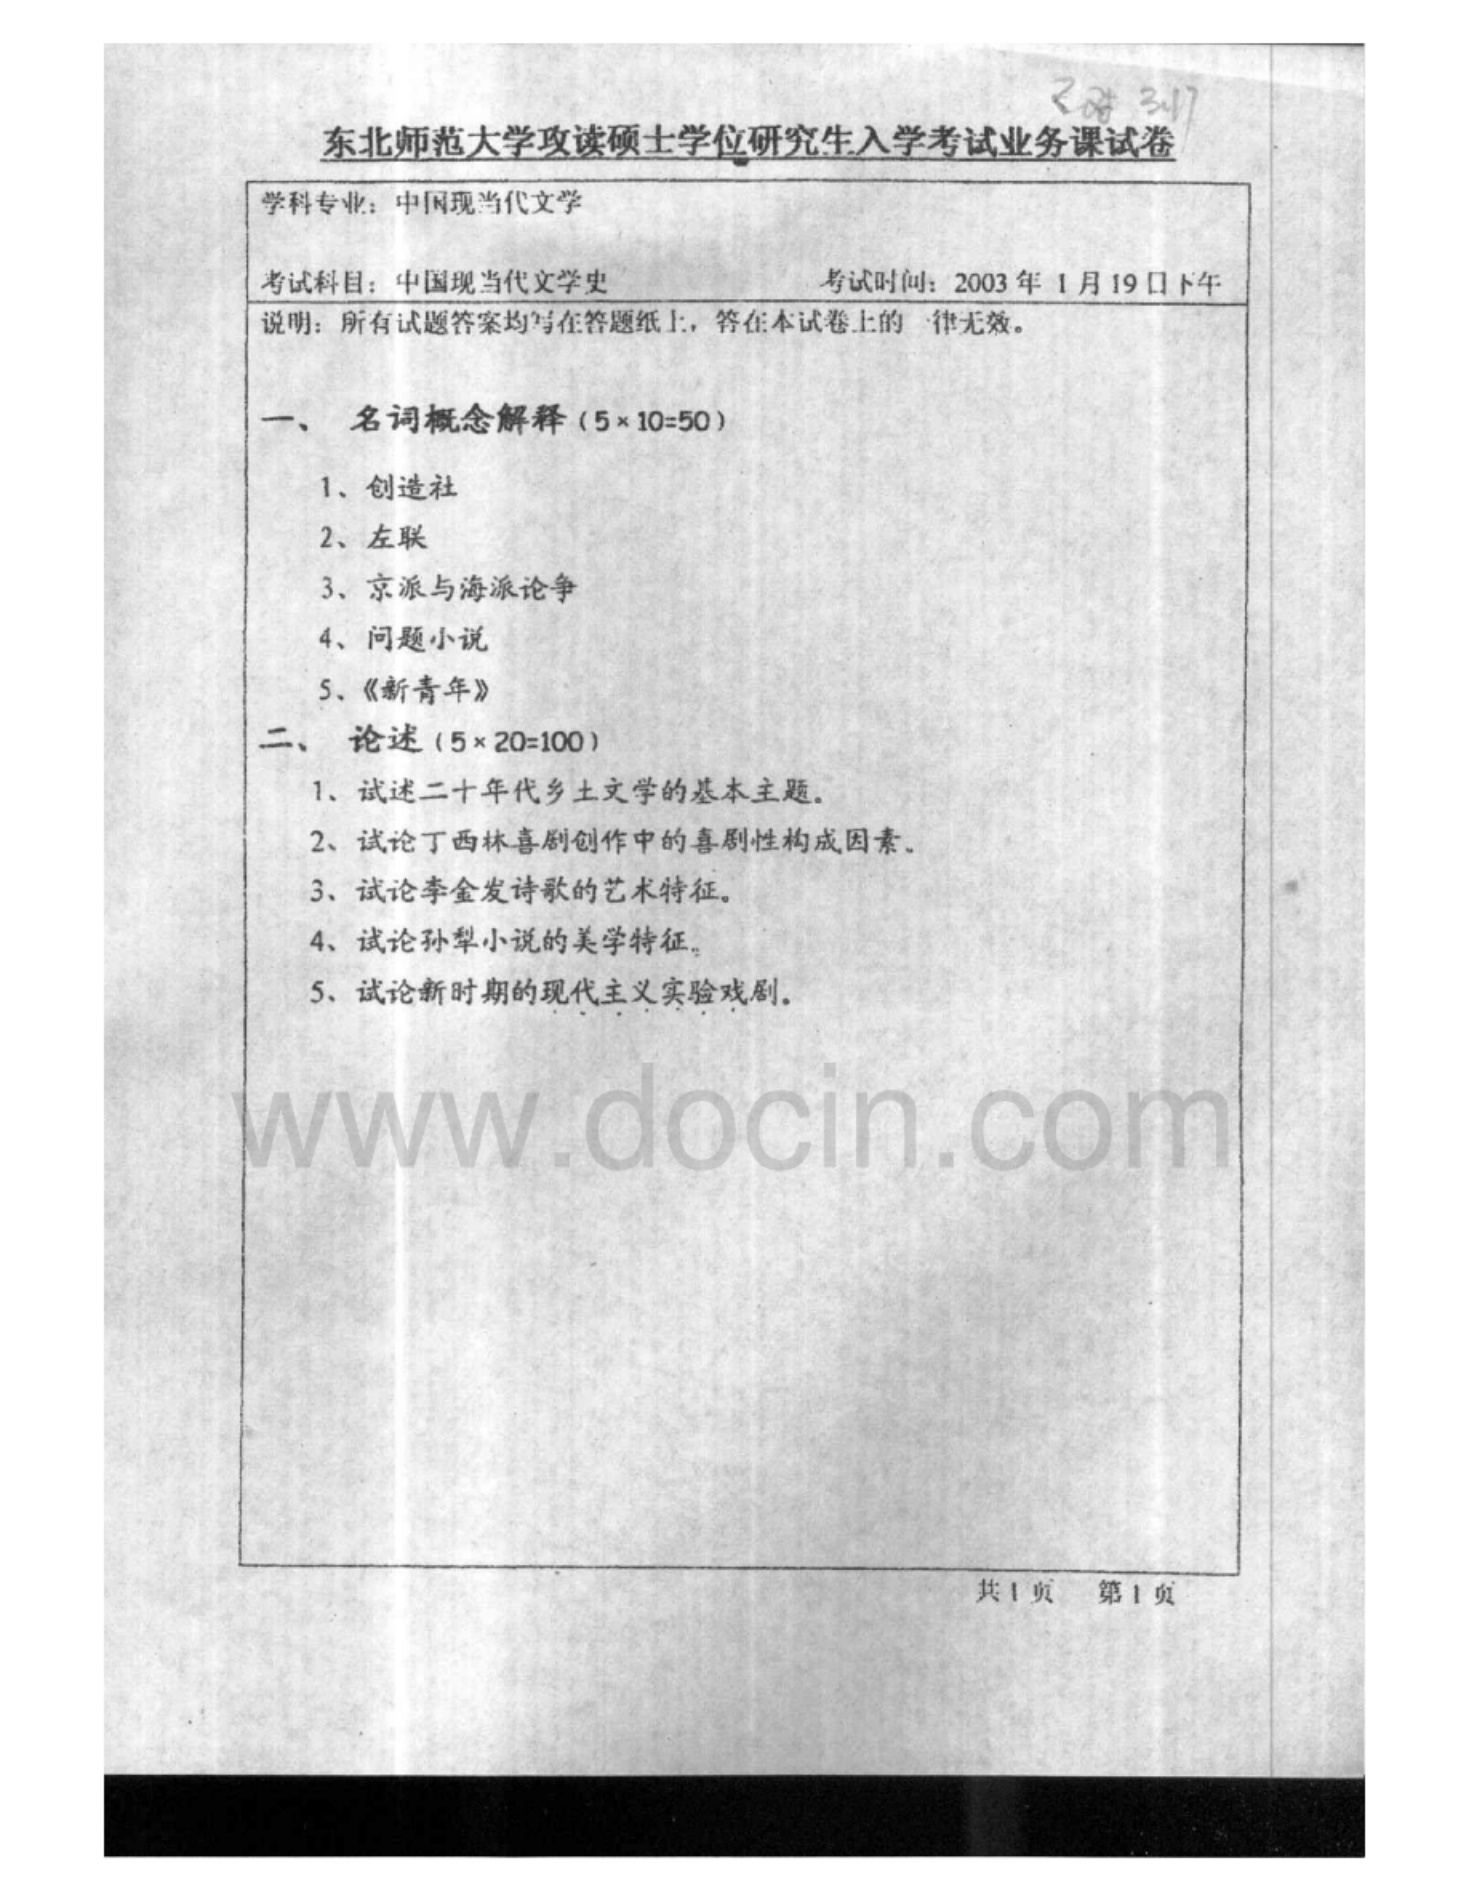 东北师范大学攻读硕士学位研究生入学考试业务课试卷
学科专业：中国现当代文学
考试科目：中国现当代文学史 考试时间：2003 年 1 月 19 日下午
说明：所有试题答案均写在答题纸上，答在本试卷上的一律无效。
一、 名词概念解释（5×10=50）
1、创造社
2、左联
3、京派与海派论争
4、问题小说
5、《新青年》
二、 论述（5×20=100）
1、试述二十年代乡土文学的基本主题。
2、试论丁西林喜剧创作中的喜剧性构成因素。
3、试论李金发诗歌的艺术特征。
4、试论孙犁小说的美学特征。
5、试论新时期的现代主义实验戏剧。
www.docin.com
共 1 页 第 1 页